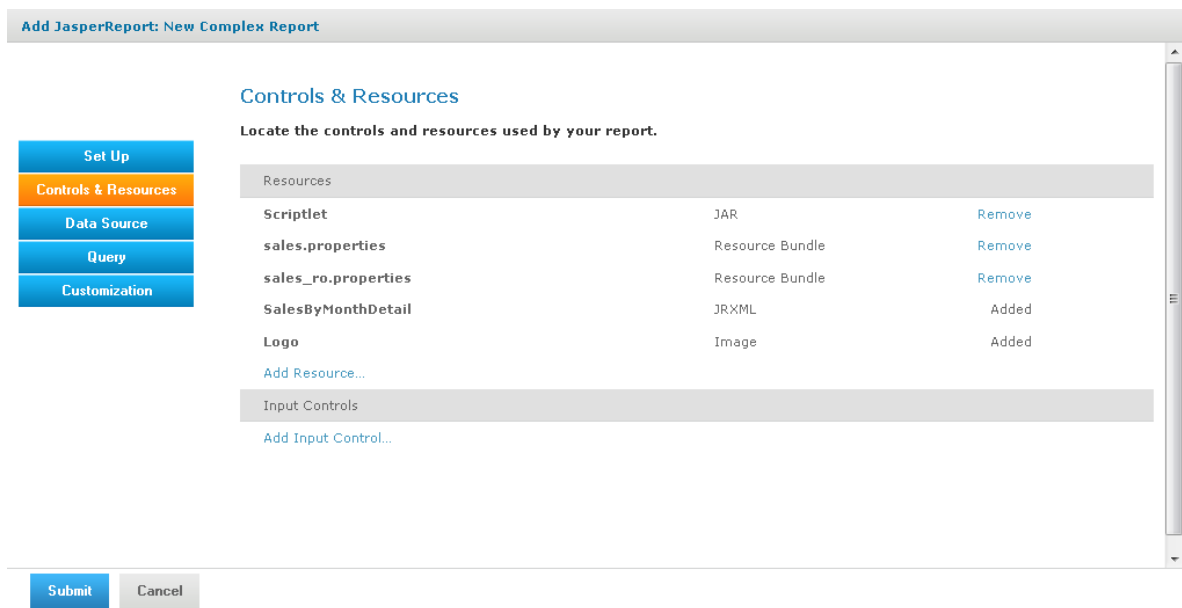 Add JasperReport: New Complex Report
Controls & Resources
Locate the controls and resources used by your report.
Set Up
Controls & Resources
Data Source
Query
Customization
Resources
Scriptlet JAR Remove
sales.properties Resource Bundle Remove
sales_ro.properties Resource Bundle Remove
SalesByMonthDetail JRXML Added
Logo Image Added
Add Resource...
Input Controls
Add Input Control...
Submit Cancel